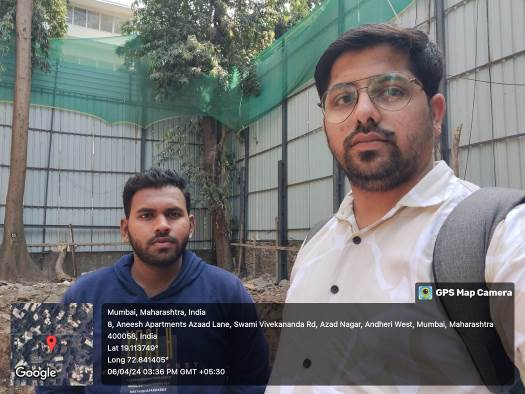 GPS Map Camera
Mumbai, Maharashtra, India
8, Aneesh Apartments Azaad Lane, Swami Vivekananda Rd, Azad Nagar, Andheri West, Mumbai, Maharashtra
400058, India
Lat 19.113749°
Long 72.841405°
06/04/24 03:36 PM GMT +05:30
Google